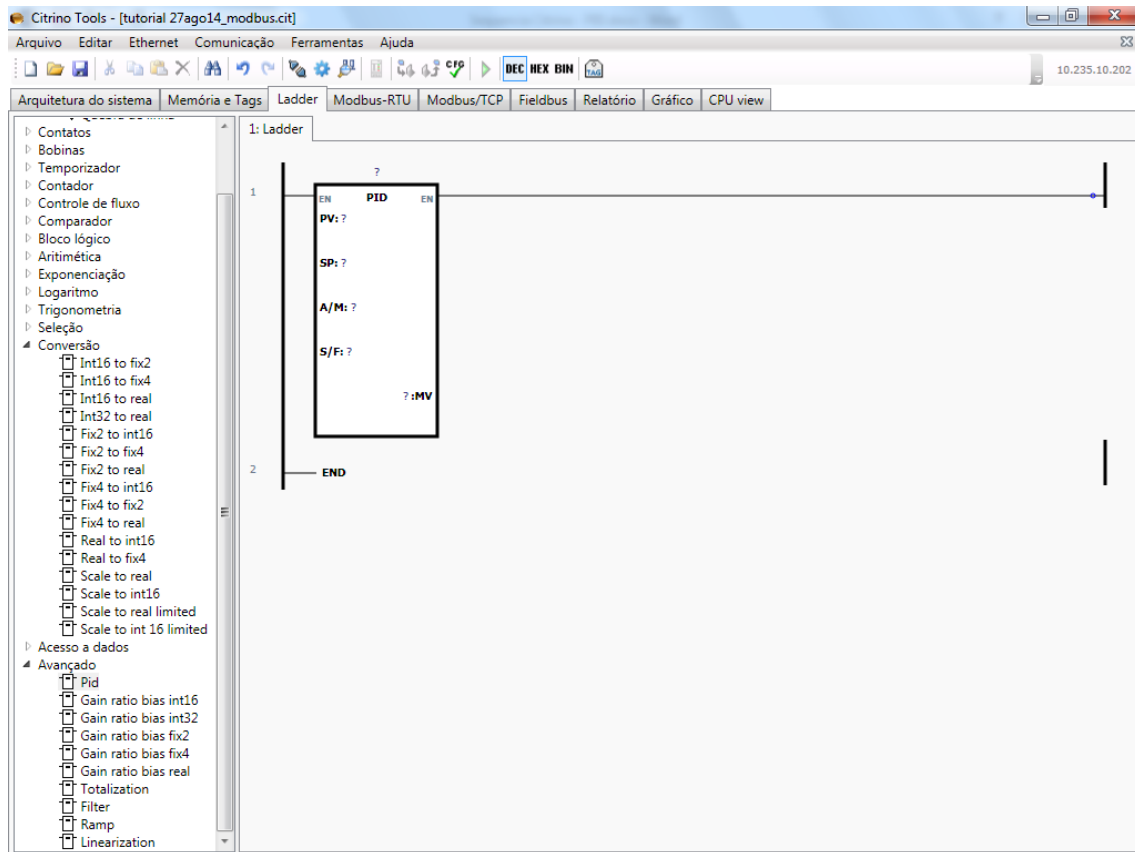 Citrino Tools - [tutorial 27ago14_modbus.cit]
Arquivo Editar Ethernet Comunicação Ferramentas Ajuda
CFG DEC HEX BIN TAG 10.235.10.202
Arquitetura do sistema Memória e Tags Ladder Modbus-RTU Modbus/TCP Fieldbus Relatório Gráfico CPU view
Contatos
Bobinas
Temporizador
Contador
Controle de fluxo
Comparador
Bloco lógico
Aritimética
Exponenciação
Logaritmo
Trigonometria
Seleção
Conversão
Int16 to fix2
Int16 to fix4
Int16 to real
Int32 to real
Fix2 to int16
Fix2 to fix4
Fix2 to real
Fix4 to int16
Fix4 to fix2
Fix4 to real
Real to int16
Real to fix4
Scale to real
Scale to int16
Scale to real limited
Scale to int 16 limited
Acesso a dados
Avançado
Pid
Gain ratio bias int16
Gain ratio bias int32
Gain ratio bias fix2
Gain ratio bias fix4
Gain ratio bias real
Totalization
Filter
Ramp
Linearization
1: Ladder
?
1
EN PID EN
PV: ?
SP: ?
A/M: ?
S/F: ?
? :MV
2 END